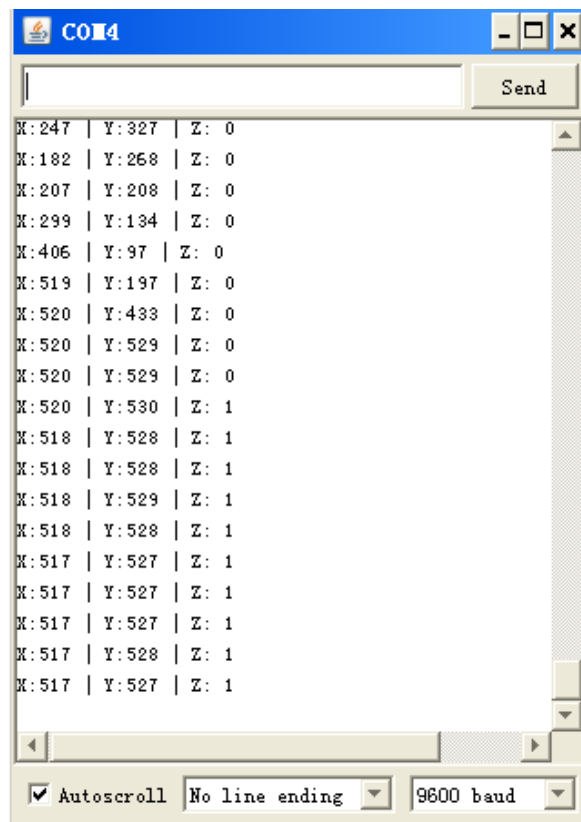 COM4
Send
X:247 | Y:327 | Z: 0
X:182 | Y:268 | Z: 0
X:207 | Y:208 | Z: 0
X:299 | Y:134 | Z: 0
X:406 | Y:97 | Z: 0
X:519 | Y:197 | Z: 0
X:520 | Y:433 | Z: 0
X:520 | Y:529 | Z: 0
X:520 | Y:529 | Z: 0
X:520 | Y:530 | Z: 1
X:518 | Y:528 | Z: 1
X:518 | Y:528 | Z: 1
X:518 | Y:529 | Z: 1
X:518 | Y:528 | Z: 1
X:517 | Y:527 | Z: 1
X:517 | Y:527 | Z: 1
X:517 | Y:527 | Z: 1
X:517 | Y:528 | Z: 1
X:517 | Y:527 | Z: 1
Autoscroll No line ending 9600 baud